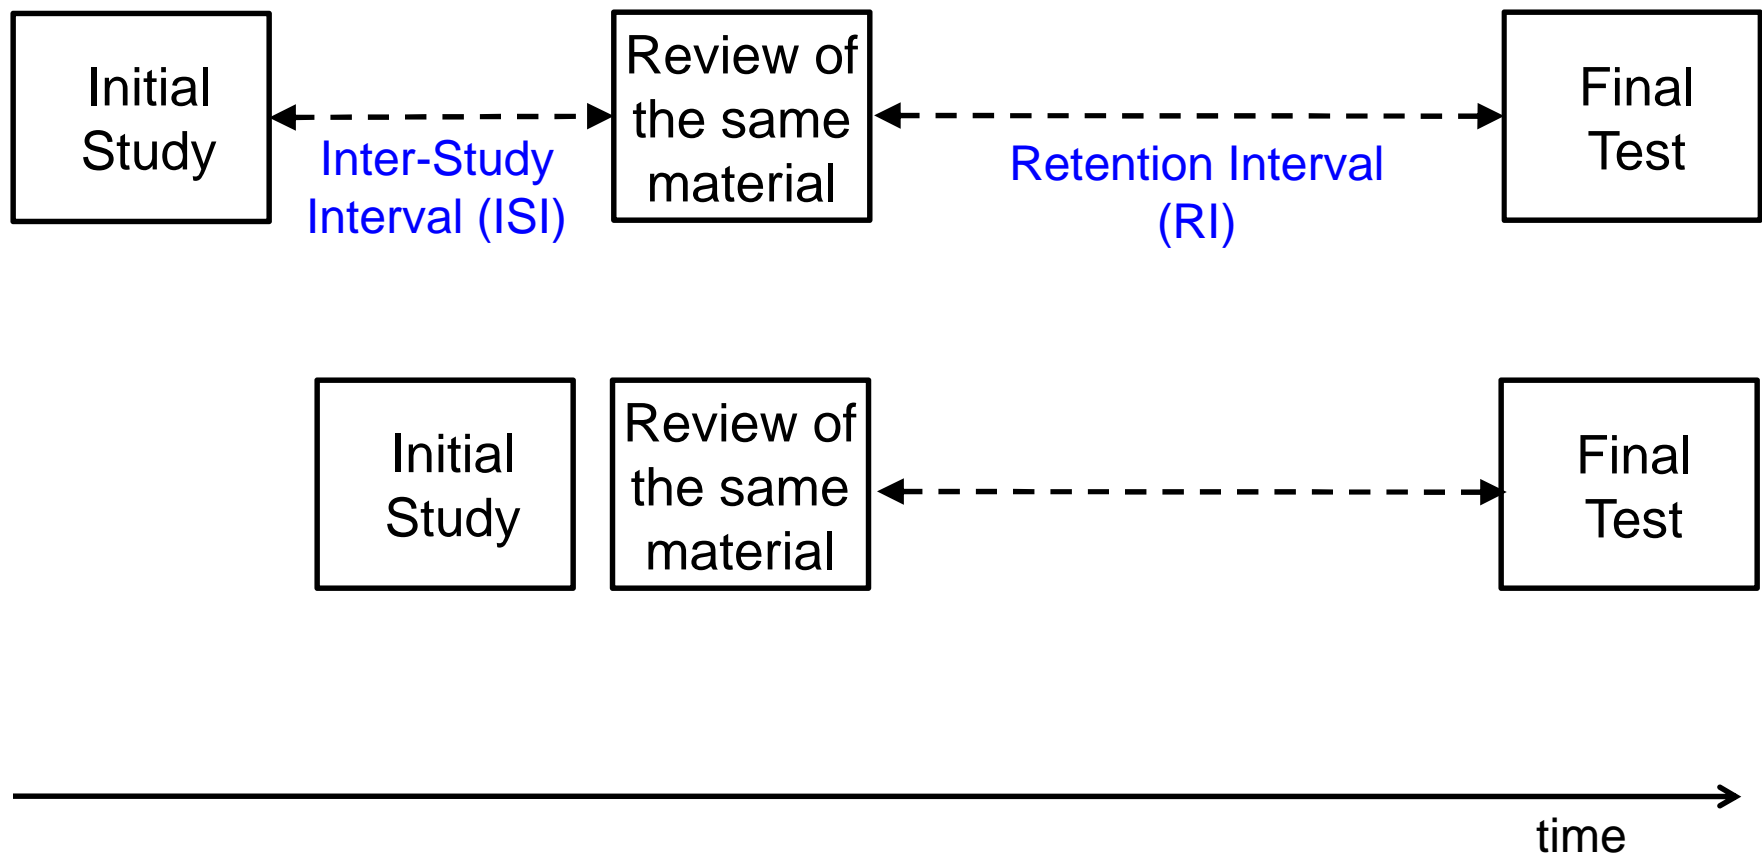 Initial
Study
Inter-Study
Interval (ISI)
Review of
the same
material
Retention Interval
(RI)
Final
Test
Initial
Study
Review of
the same
material
Final
Test
time